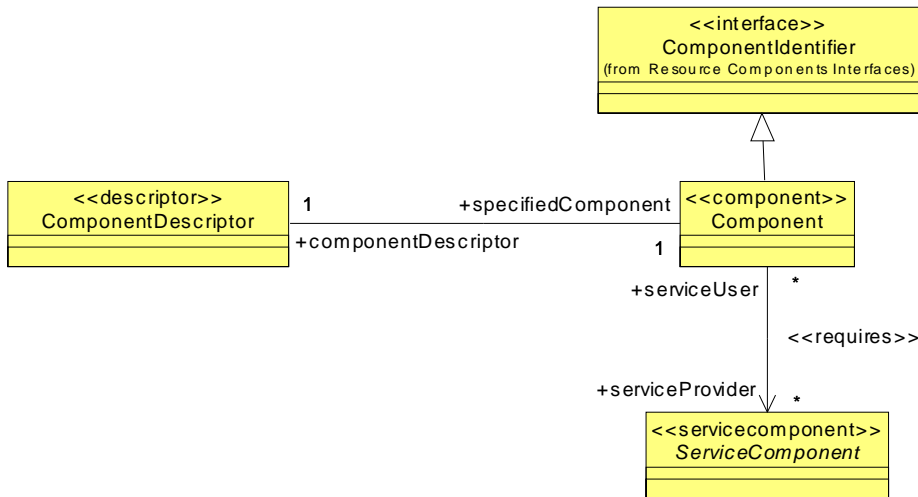 <<interface>>
ComponentIdentifier
(from Resource Components Interfaces)
<<descriptor>>
ComponentDescriptor
1
+specifiedComponent
+componentDescriptor
1
<<component>>
Component
+serviceUser
*
<<requires>>
+serviceProvider
*
<<servicecomponent>>
ServiceComponent